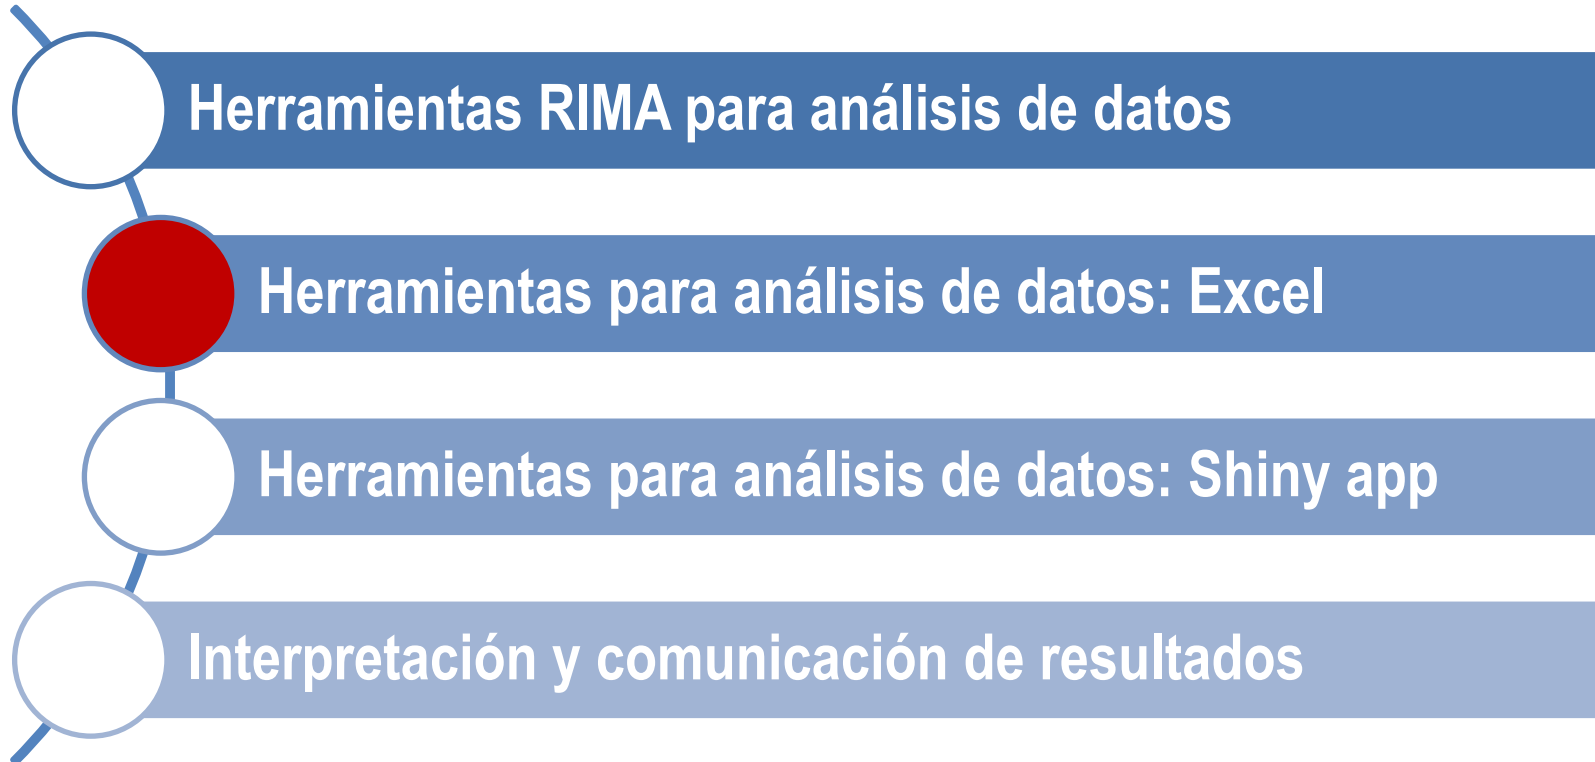 Herramientas RIMA para análisis de datos
Herramientas para análisis de datos: Excel
Herramientas para análisis de datos: Shiny app
Interpretación y comunicación de resultados